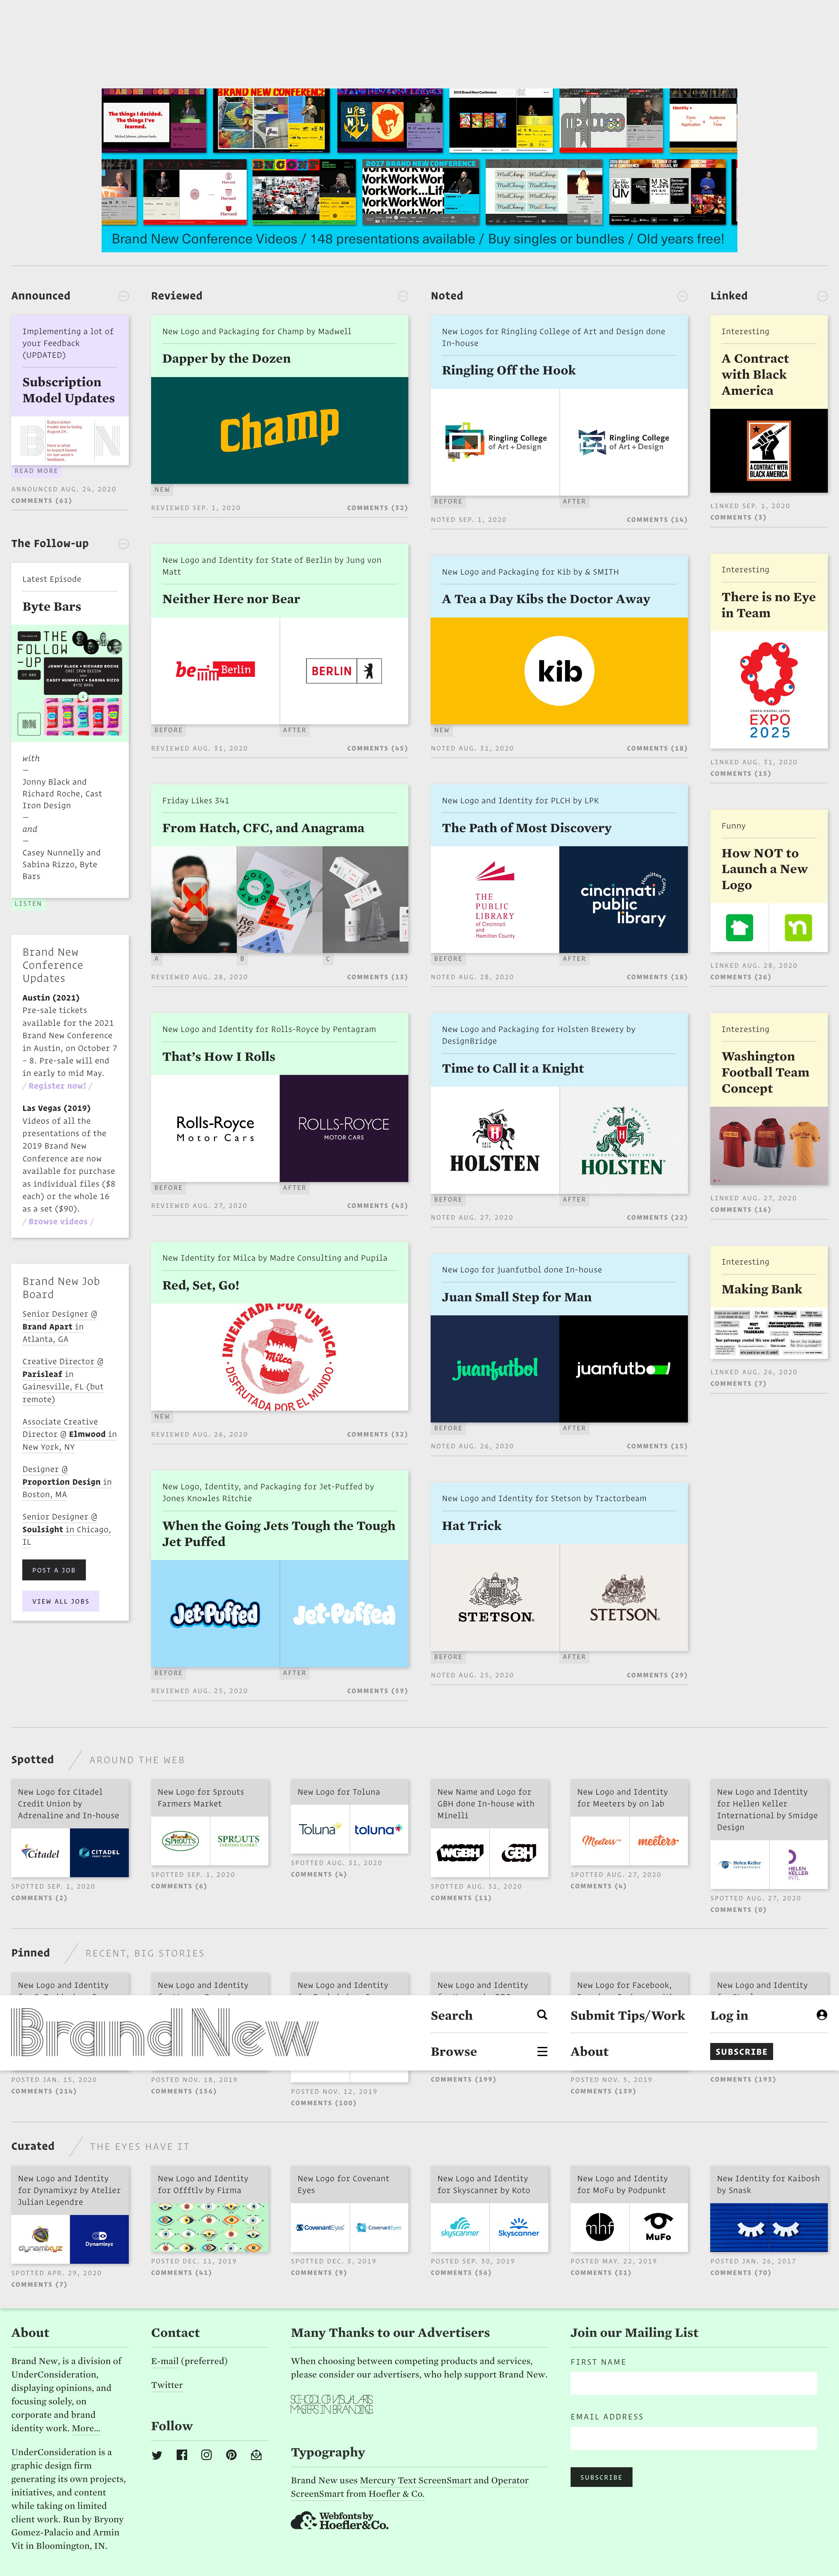 Brand New Conference Videos / 148 presentations available / Buy singles or bundles / Old years free!
Announced
Implementing a lot of
your Feedback
(UPDATED)
Subscription
Model Updates
READ MORE
ANNOUNCED AUG. 24, 2020
COMMENTS (61)
The Follow-up
Latest Episode
Byte Bars
THE
FOLLOW
-UP
with
—
Jonny Black and
Richard Roche, Cast
Iron Design
—
and
—
Casey Nunnelly and
Sabina Rizzo, Byte
Bars
LISTEN
Brand New
Conference
Updates
Austin (2021)
Pre-sale tickets
available for the 2021
Brand New Conference
in Austin, on October 7
– 8. Pre-sale will end
in early to mid May.
/ Register now! /
Las Vegas (2019)
Videos of all the
presentations of the
2019 Brand New
Conference are now
available for purchase
as individual files ($8
each) or the whole 16
as a set ($90).
/ Browse videos /
Brand New Job
Board
Senior Designer @
Brand Apart in
Atlanta, GA
Creative Director @
Parisleaf in
Gainesville, FL (but
remote)
Associate Creative
Director @ Elmwood in
New York, NY
Designer @
Proportion Design in
Boston, MA
Senior Designer @
Soulsight in Chicago,
IL
POST A JOB
VIEW ALL JOBS
Reviewed
New Logo and Packaging for Champ by Madwell
Dapper by the Dozen
Champ
NEW
REVIEWED SEP. 1, 2020 COMMENTS (32)
New Logo and Identity for State of Berlin by Jung von
Matt
Neither Here nor Bear
be Berlin
BERLIN
BEFORE AFTER
REVIEWED AUG. 31, 2020 COMMENTS (45)
Friday Likes 341
From Hatch, CFC, and Anagrama
A B C
REVIEWED AUG. 28, 2020 COMMENTS (13)
New Logo and Identity for Rolls-Royce by Pentagram
That's How I Rolls
Rolls-Royce
Motor Cars
ROLLS-ROYCE
MOTOR CARS
BEFORE AFTER
REVIEWED AUG. 27, 2020 COMMENTS (43)
New Identity for Milca by Madre Consulting and Pupila
Red, Set, Go!
INVENTADA POR UN NICA
Milca
DISFRUTADA POR EL MUNDO
NEW
REVIEWED AUG. 26, 2020 COMMENTS (32)
New Logo, Identity, and Packaging for Jet-Puffed by
Jones Knowles Ritchie
When the Going Jets Tough the Tough
Jet Puffed
Jet-Puffed
Jet-Puffed
BEFORE AFTER
REVIEWED AUG. 25, 2020 COMMENTS (59)
Noted
New Logos for Ringling College of Art and Design done
In-house
Ringling Off the Hook
Ringling College
of Art + Design
Ringling College
of Art + Design
BEFORE AFTER
NOTED SEP. 1, 2020 COMMENTS (14)
New Logo and Packaging for Kib by & SMITH
A Tea a Day Kibs the Doctor Away
kib
NEW
NOTED AUG. 31, 2020 COMMENTS (18)
New Logo and Identity for PLCH by LPK
The Path of Most Discovery
THE
PUBLIC
LIBRARY
of Cincinnati
and
Hamilton County
cincinnati
public
library
Hamilton County
BEFORE AFTER
NOTED AUG. 28, 2020 COMMENTS (18)
New Logo and Packaging for Holsten Brewery by
DesignBridge
Time to Call it a Knight
HOLSTEN
HOLSTEN
BEFORE AFTER
NOTED AUG. 27, 2020 COMMENTS (22)
New Logo for juanfutbol done In-house
Juan Small Step for Man
juanfutbol
juanfutbol
BEFORE AFTER
NOTED AUG. 26, 2020 COMMENTS (15)
New Logo and Identity for Stetson by Tractorbeam
Hat Trick
STETSON
STETSON
BEFORE AFTER
NOTED AUG. 25, 2020 COMMENTS (29)
Linked
Interesting
A Contract
with Black
America
A CONTRACT WITH
BLACK AMERICA
LINKED SEP. 1, 2020
COMMENTS (3)
Interesting
There is no Eye
in Team
OSAKA, KANSAI, JAPAN
EXPO
2025
LINKED AUG. 31, 2020
COMMENTS (15)
Funny
How NOT to
Launch a New
Logo
LINKED AUG. 28, 2020
COMMENTS (26)
Interesting
Washington
Football Team
Concept
LINKED AUG. 27, 2020
COMMENTS (16)
Interesting
Making Bank
LINKED AUG. 26, 2020
COMMENTS (7)
Spotted / AROUND THE WEB
New Logo for Citadel
Credit Union by
Adrenaline and In-house
Citadel
CITADEL
SPOTTED SEP. 1, 2020
COMMENTS (2)
New Logo for Sprouts
Farmers Market
SPROUTS
SPROUTS
FARMERS MARKET
SPOTTED SEP. 1, 2020
COMMENTS (6)
New Logo for Toluna
Toluna
toluna
SPOTTED AUG. 31, 2020
COMMENTS (4)
New Name and Logo for
GBH done In-house with
Minelli
WGBH
GBH
SPOTTED AUG. 31, 2020
COMMENTS (11)
New Logo and Identity
for Meeters by on lab
Meeters
meeters
SPOTTED AUG. 27, 2020
COMMENTS (4)
New Logo and Identity
for Hellen Keller
International by Smidge
Design
Helen Keller
HELEN
KELLER
INTL
SPOTTED AUG. 27, 2020
COMMENTS (0)
Pinned / RECENT, BIG STORIES
New Logo and Identity
New Logo and Identity
New Logo and Identity
New Logo and Identity
New Logo for Facebook,
New Logo and Identity
Brand New
Search
Browse
Submit Tips/Work
About
Log in
SUBSCRIBE
POSTED JAN. 15, 2020
COMMENTS (214)
POSTED NOV. 18, 2019
COMMENTS (156)
POSTED NOV. 12, 2019
COMMENTS (100)
COMMENTS (199)
POSTED NOV. 5, 2019
COMMENTS (139)
COMMENTS (193)
Curated / THE EYES HAVE IT
New Logo and Identity
for Dynamixyz by Atelier
Julian Legendre
dynamixyz
Dynamixyz
SPOTTED APR. 29, 2020
COMMENTS (7)
New Logo and Identity
for Offftlv by Firma
POSTED DEC. 11, 2019
COMMENTS (41)
New Logo for Covenant
Eyes
CovenantEyes
CovenantEyes
SPOTTED DEC. 3, 2019
COMMENTS (9)
New Logo and Identity
for Skyscanner by Koto
skyscanner
Skyscanner
POSTED SEP. 30, 2019
COMMENTS (56)
New Logo and Identity
for MoFu by Podpunkt
mhf
MuFo
POSTED MAY. 22, 2019
COMMENTS (31)
New Identity for Kaibosh
by Snask
POSTED JAN. 26, 2017
COMMENTS (70)
About
Brand New, is a division of
UnderConsideration,
displaying opinions, and
focusing solely, on
corporate and brand
identity work. More...
UnderConsideration is a
graphic design firm
generating its own projects,
initiatives, and content
while taking on limited
client work. Run by Bryony
Gomez-Palacio and Armin
Vit in Bloomington, IN.
Contact
E-mail (preferred)
Twitter
Follow
Many Thanks to our Advertisers
When choosing between competing products and services,
please consider our advertisers, who help support Brand New.
SCHOOL OF VISUAL ARTS
MASTERS IN BRANDING
Typography
Brand New uses Mercury Text ScreenSmart and Operator
ScreenSmart from Hoefler & Co.
Webfonts by
Hoefler&Co.
Join our Mailing List
FIRST NAME
EMAIL ADDRESS
SUBSCRIBE